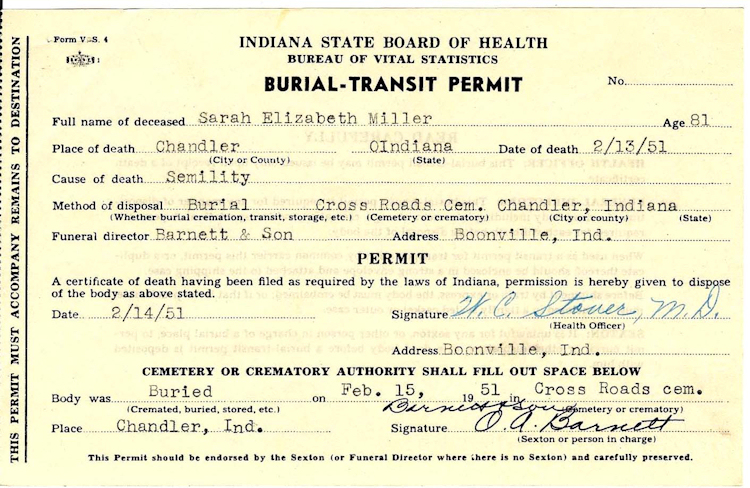 Form V.S. 4
INDIANA STATE BOARD OF HEALTH
BUREAU OF VITAL STATISTICS
BURIAL-TRANSIT PERMIT
No.
Full name of deceased Sarah Elizabeth Miller Age 81
Place of death Chandler OIndiana Date of death 2/13/51
(City or County) (State)
Cause of death Semility
Method of disposal Burial Cross Roads Cem. Chandler, Indiana
(Whether burial cremation, transit, storage, etc.) (Cemetery or crematory) (City or county) (State)
Funeral director Barnett & Son Address Boonville, Ind.
PERMIT
A certificate of death having been filed as required by the laws of Indiana, permission is hereby given to dispose
of the body as above stated.
Date 2/14/51 Signature W. C. Stover, M.D.
(Health Officer)
Address Boonville, Ind.
CEMETERY OR CREMATORY AUTHORITY SHALL FILL OUT SPACE BELOW
Body was Buried on Feb. 15, 1951 in Cross Roads cem.
(Cremated, buried, stored, etc.) Barnett & Son (Cemetery or crematory)
Place Chandler, Ind. Signature O. A. Barnett
(Sexton or person in charge)
This Permit should be endorsed by the Sexton (or Funeral Director where there is no Sexton) and carefully preserved.
THIS PERMIT MUST ACCOMPANY REMAINS TO DESTINATION